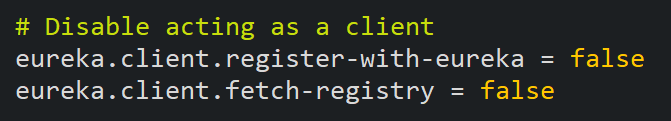 # Disable acting as a client
eureka.client.register-with-eureka = false
eureka.client.fetch-registry = false